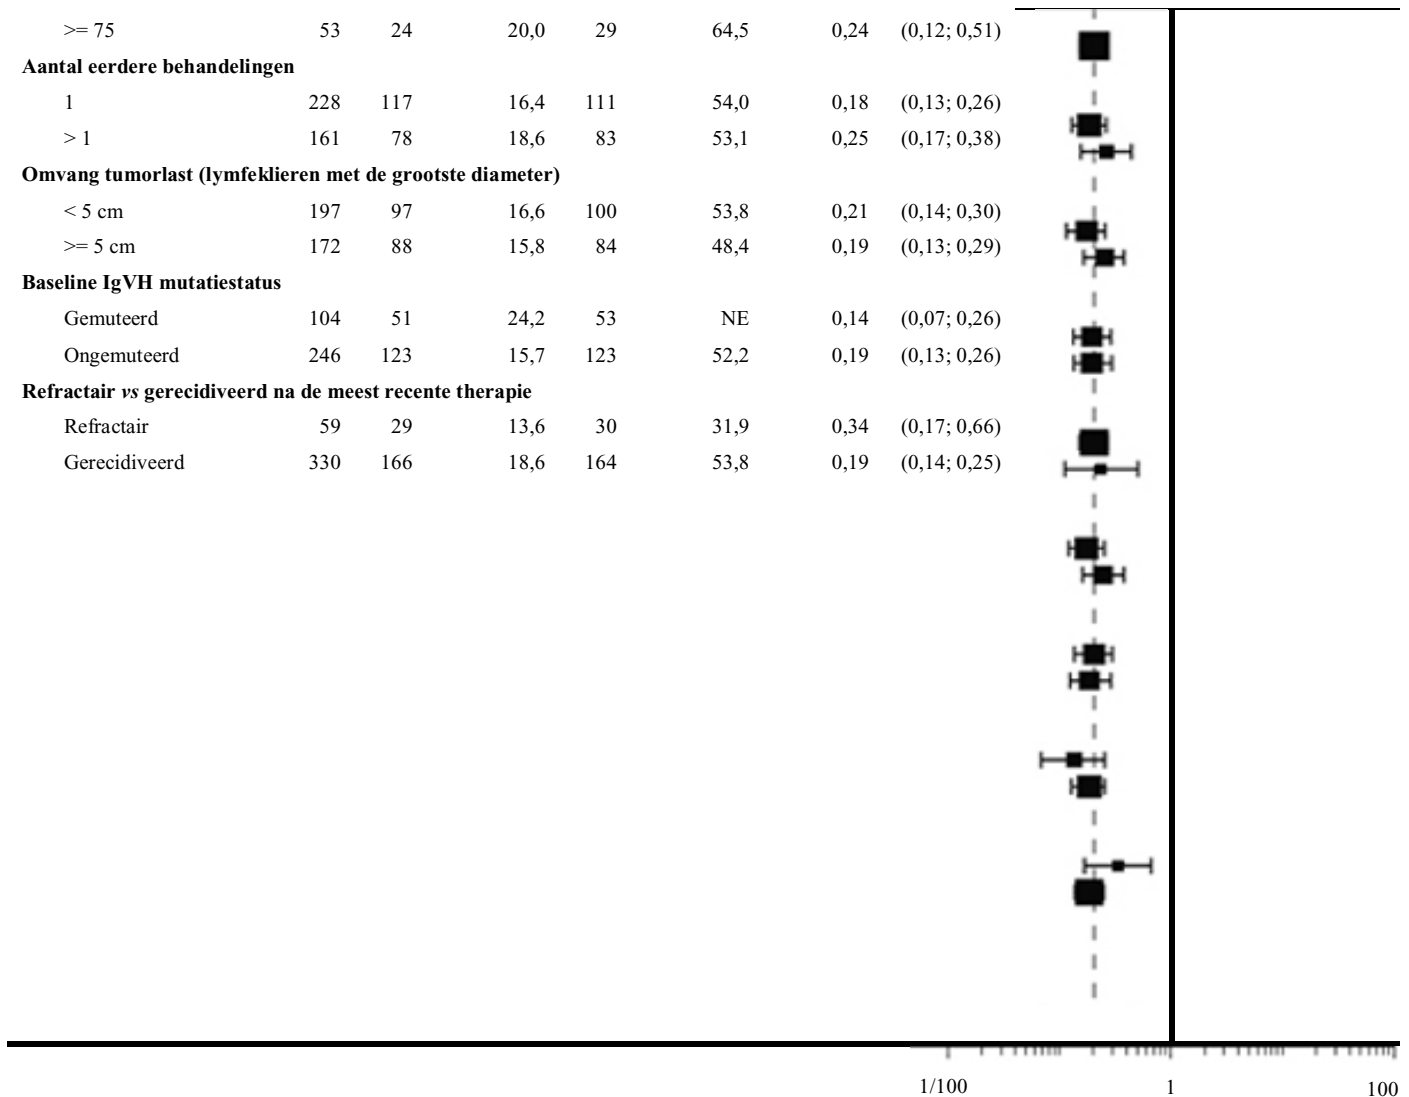 >= 75 53 24 20,0 29 64,5 0,24 (0,12; 0,51)
Aantal eerdere behandelingen
1 228 117 16,4 111 54,0 0,18 (0,13; 0,26)
> 1 161 78 18,6 83 53,1 0,25 (0,17; 0,38)
Omvang tumorlast (lymfeklieren met de grootste diameter)
< 5 cm 197 97 16,6 100 53,8 0,21 (0,14; 0,30)
>= 5 cm 172 88 15,8 84 48,4 0,19 (0,13; 0,29)
Baseline IgVH mutatiestatus
Gemuteerd 104 51 24,2 53 NE 0,14 (0,07; 0,26)
Ongemuteerd 246 123 15,7 123 52,2 0,19 (0,13; 0,26)
Refractair vs gerecidiveerd na de meest recente therapie
Refractair 59 29 13,6 30 31,9 0,34 (0,17; 0,66)
Gerecidiveerd 330 166 18,6 164 53,8 0,19 (0,14; 0,25)
1/100 1 100